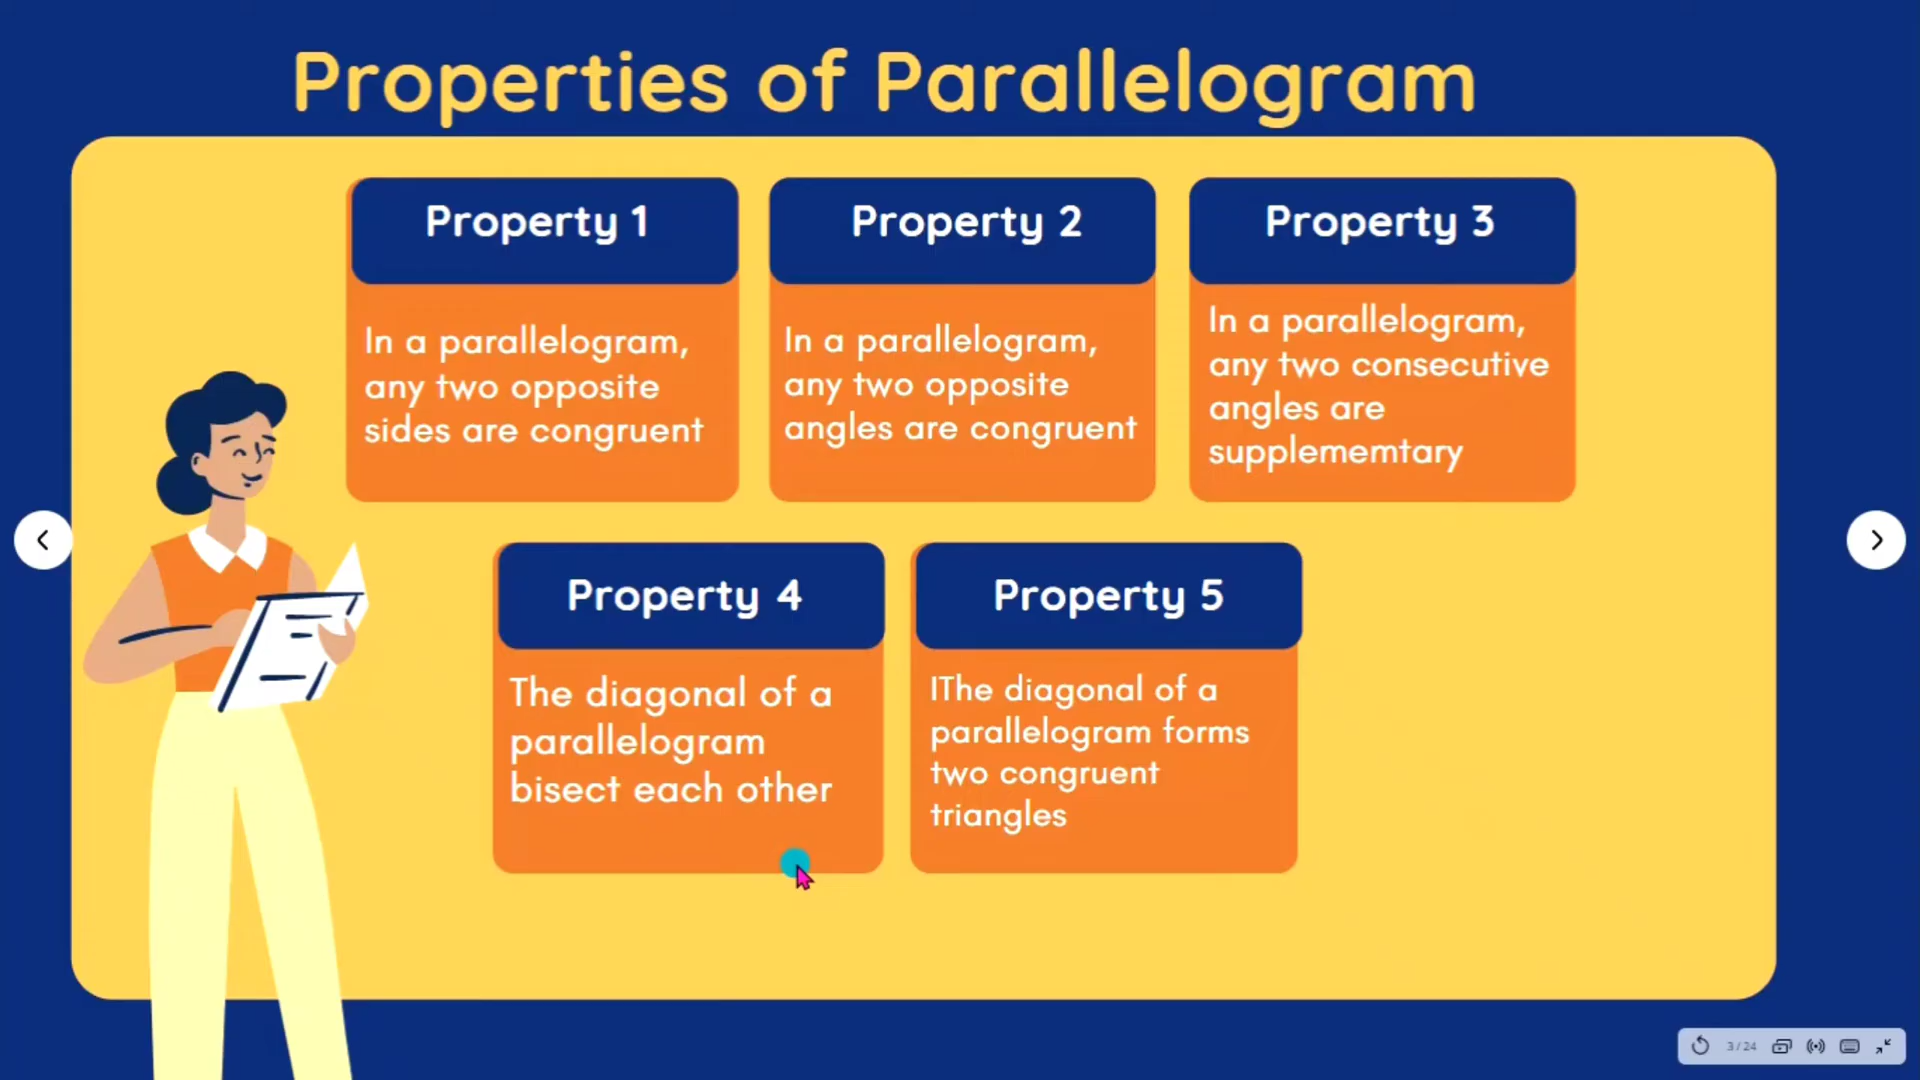 Properties of Parallelogram
Property 1
In a parallelogram,
any two opposite
sides are congruent
Property 2
In a parallelogram,
any two opposite
angles are congruent
Property 3
In a parallelogram,
any two consecutive
angles are
supplememtary
Property 4
The diagonal of a
parallelogram
bisect each other
Property 5
IThe diagonal of a
parallelogram forms
two congruent
triangles
3/24